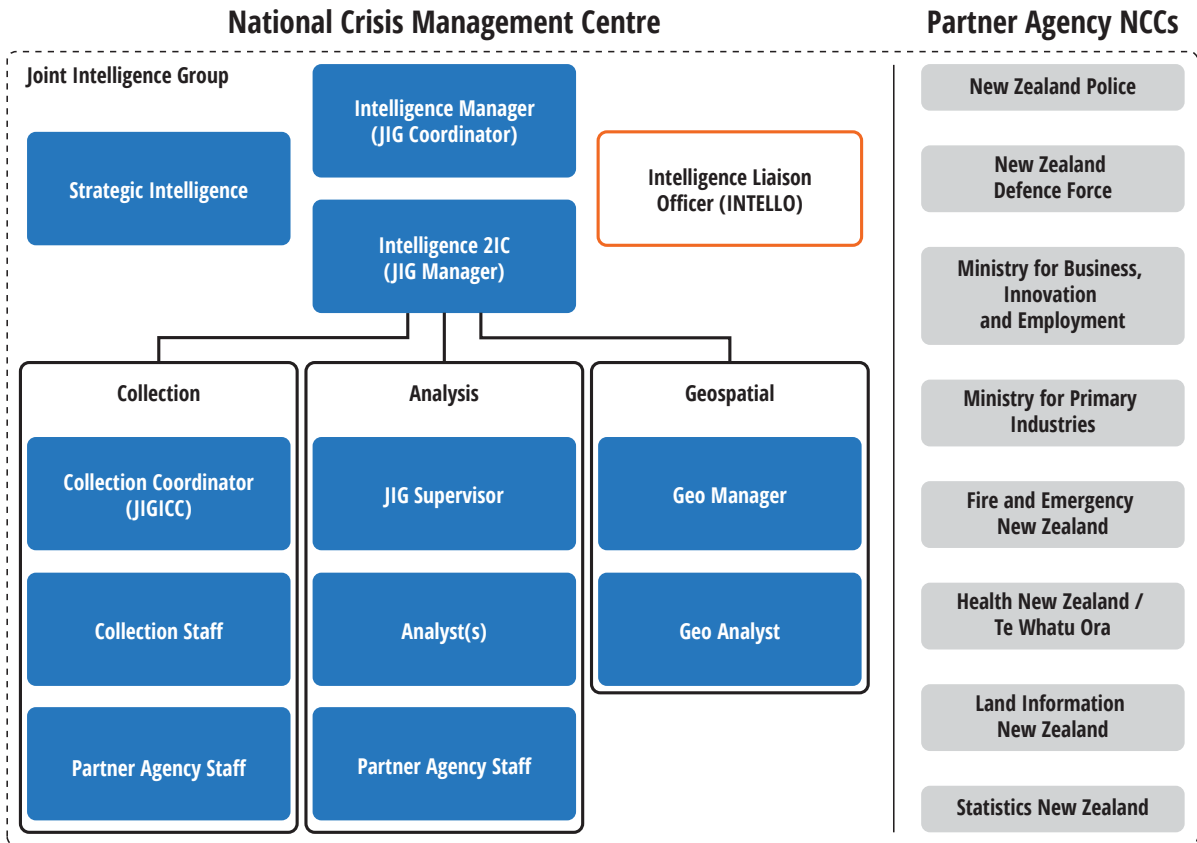 National Crisis Management Centre
Partner Agency NCCs
Joint Intelligence Group
Intelligence Manager
(JIG Coordinator)
Strategic Intelligence
Intelligence Liaison
Officer (INTELLO)
Intelligence 2IC
(JIG Manager)
Collection
Collection Coordinator
(JIGICC)
Collection Staff
Partner Agency Staff
Analysis
JIG Supervisor
Analyst(s)
Partner Agency Staff
Geospatial
Geo Manager
Geo Analyst
New Zealand Police
New Zealand
Defence Force
Ministry for Business,
Innovation
and Employment
Ministry for Primary
Industries
Fire and Emergency
New Zealand
Health New Zealand /
Te Whatu Ora
Land Information
New Zealand
Statistics New Zealand